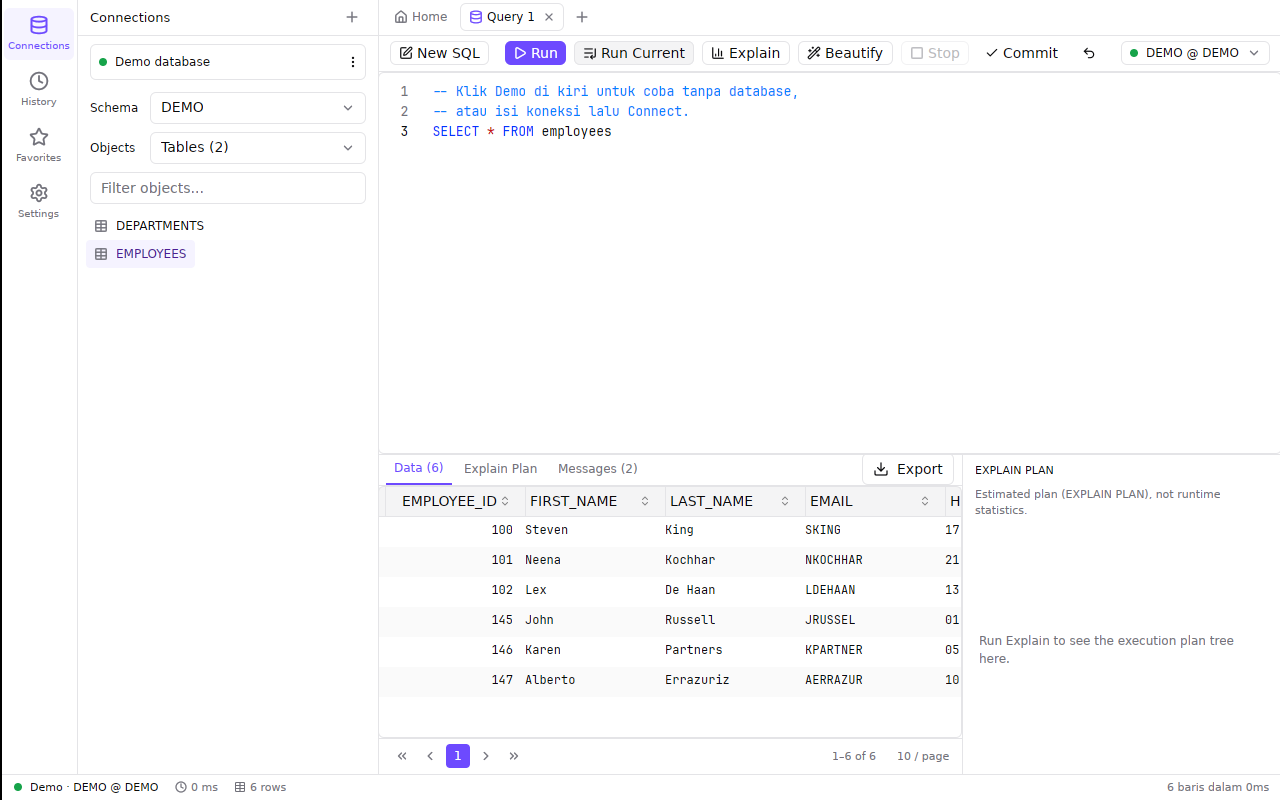 Connections
History
Favorites
Settings
Connections
Demo database
Schema DEMO
Objects Tables (2)
Filter objects...
DEPARTMENTS
EMPLOYEES
Home Query 1
New SQL Run Run Current Explain Beautify Stop Commit DEMO @ DEMO
1 -- Klik Demo di kiri untuk coba tanpa database,
2 -- atau isi koneksi lalu Connect.
3 SELECT * FROM employees
Data (6) Explain Plan Messages (2) Export
EMPLOYEE_ID FIRST_NAME LAST_NAME EMAIL H
100 Steven King SKING 17
101 Neena Kochhar NKOCHHAR 21
102 Lex De Haan LDEHAAN 13
145 John Russell JRUSSEL 01
146 Karen Partners KPARTNER 05
147 Alberto Errazuriz AERRAZUR 10
1 1–6 of 6 10 / page
EXPLAIN PLAN
Estimated plan (EXPLAIN PLAN), not runtime
statistics.
Run Explain to see the execution plan tree
here.
Demo · DEMO @ DEMO 0 ms 6 rows 6 baris dalam 0ms